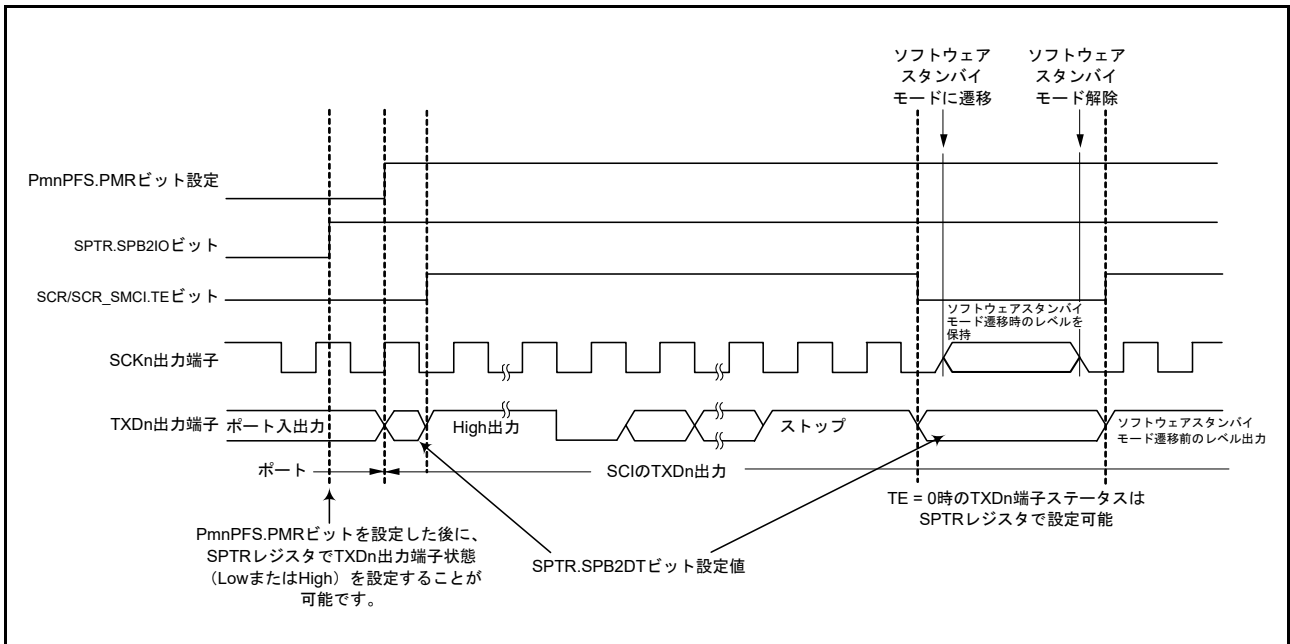 ソフトウェア
スタンバイ
モードに遷移
ソフトウェア
スタンバイ
モード解除
PmnPFS.PMRビット設定
SPTR.SPB2IOビット
SCR/SCR_SMCI.TEビット
ソフトウェアスタンバイ
モード遷移時のレベルを
保持
SCKn出力端子
TXDn出力端子
ポート入出力
High出力
ストップ
ソフトウェアスタンバイ
モード遷移前のレベル出力
ポート
SCIのTXDn出力
TE = 0時のTXDn端子ステータスは
SPTRレジスタで設定可能
PmnPFS.PMRビットを設定した後に、
SPTRレジスタでTXDn出力端子状態
（LowまたはHigh）を設定することが
可能です。
SPTR.SPB2DTビット設定値